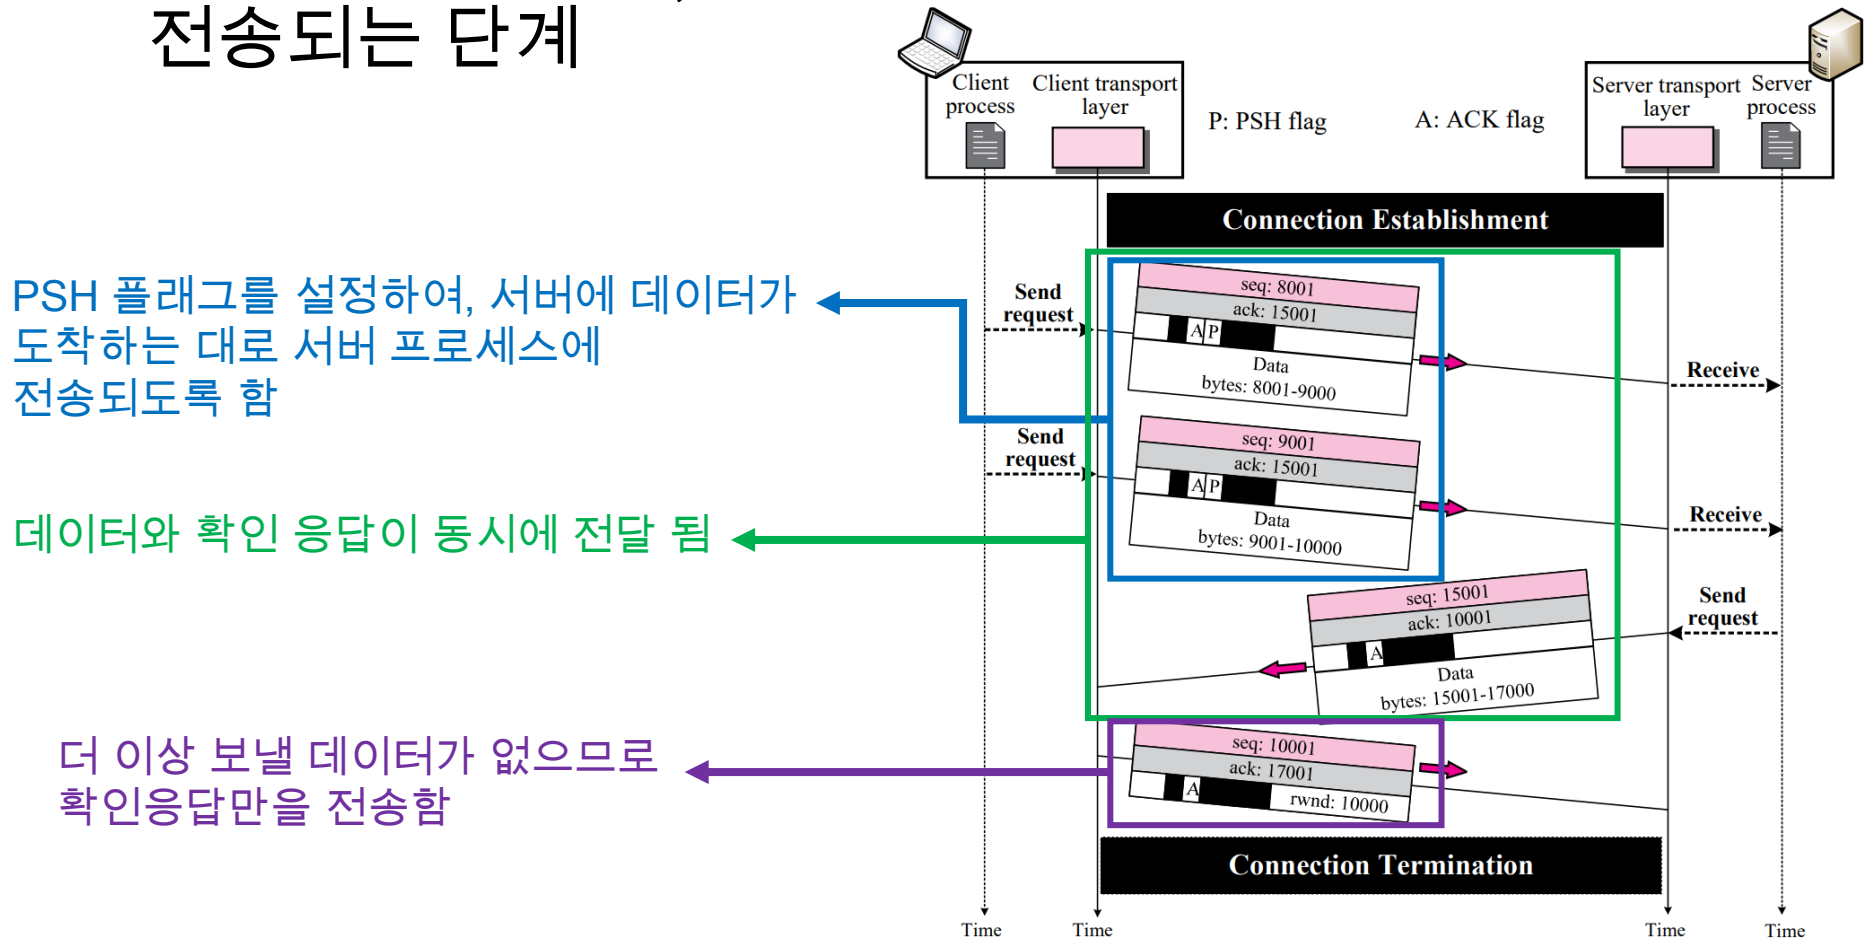 전송되는 단계
Client process
Client transport layer
P: PSH flag
A: ACK flag
Server transport layer
Server process
Connection Establishment
PSH 플래그를 설정하여, 서버에 데이터가
도착하는 대로 서버 프로세스에
전송되도록 함
Send
request
seq: 8001
ack: 15001
A P
Data
bytes: 8001-9000
Receive
Send
request
seq: 9001
ack: 15001
A P
Data
bytes: 9001-10000
Receive
데이터와 확인 응답이 동시에 전달 됨
Send
request
seq: 15001
ack: 10001
A
Data
bytes: 15001-17000
더 이상 보낼 데이터가 없으므로
확인응답만을 전송함
seq: 10001
ack: 17001
A
rwnd: 10000
Connection Termination
Time
Time
Time
Time